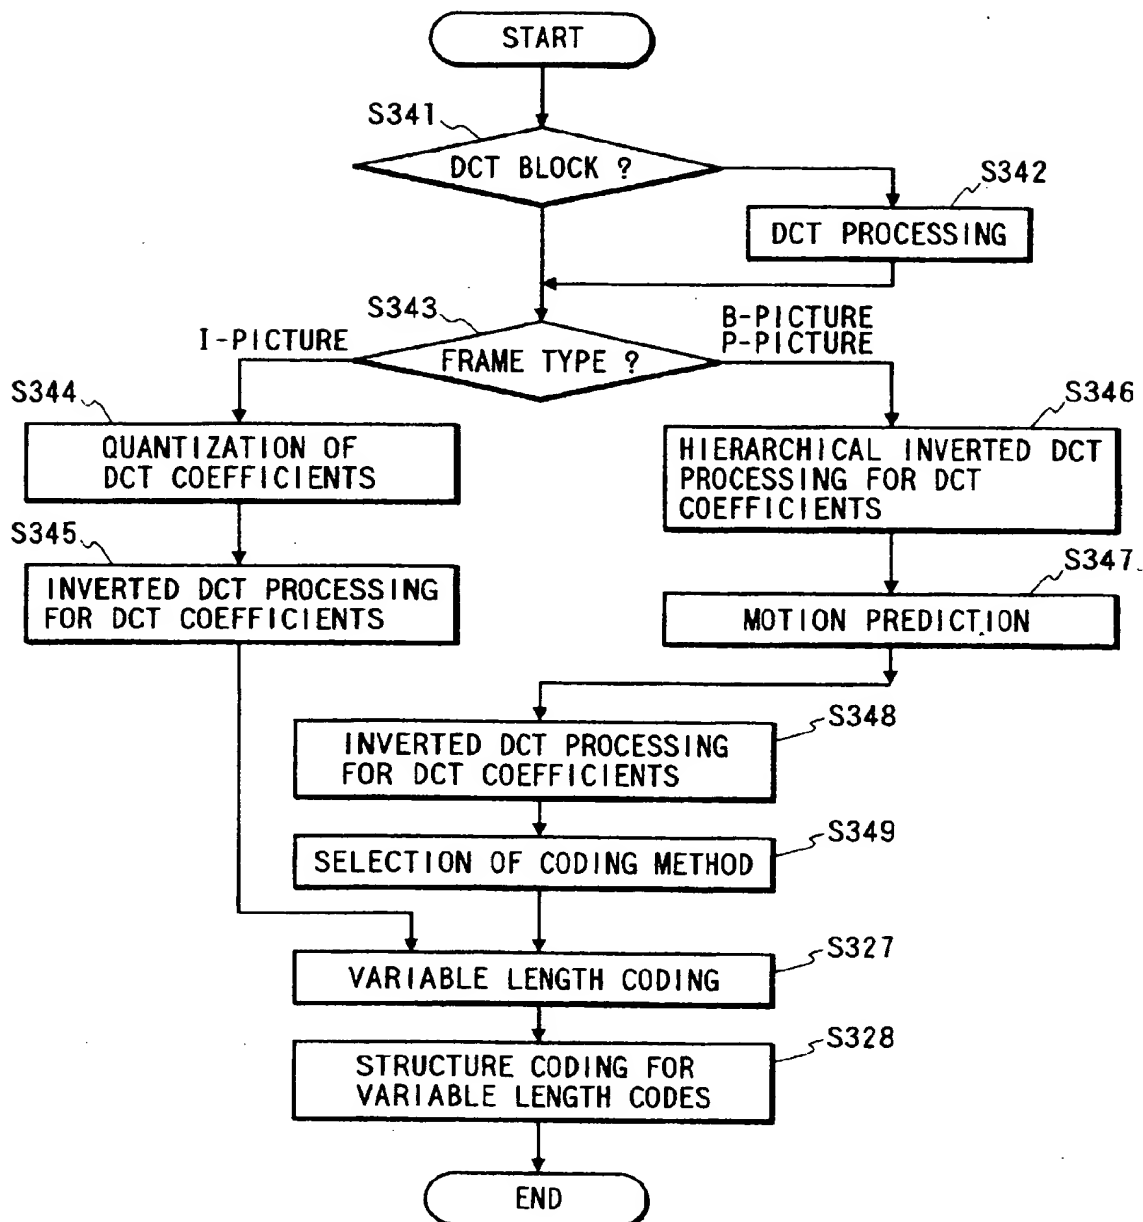 START
S341
DCT BLOCK ?
S342
DCT PROCESSING
S343
I-PICTURE
B-PICTURE
P-PICTURE
FRAME TYPE ?
S344
QUANTIZATION OF
DCT COEFFICIENTS
S346
HIERARCHICAL INVERTED DCT
PROCESSING FOR DCT
COEFFICIENTS
S345
INVERTED DCT PROCESSING
FOR DCT COEFFICIENTS
S347
MOTION PREDICTION
S348
INVERTED DCT PROCESSING
FOR DCT COEFFICIENTS
S349
SELECTION OF CODING METHOD
S327
VARIABLE LENGTH CODING
S328
STRUCTURE CODING FOR
VARIABLE LENGTH CODES
END